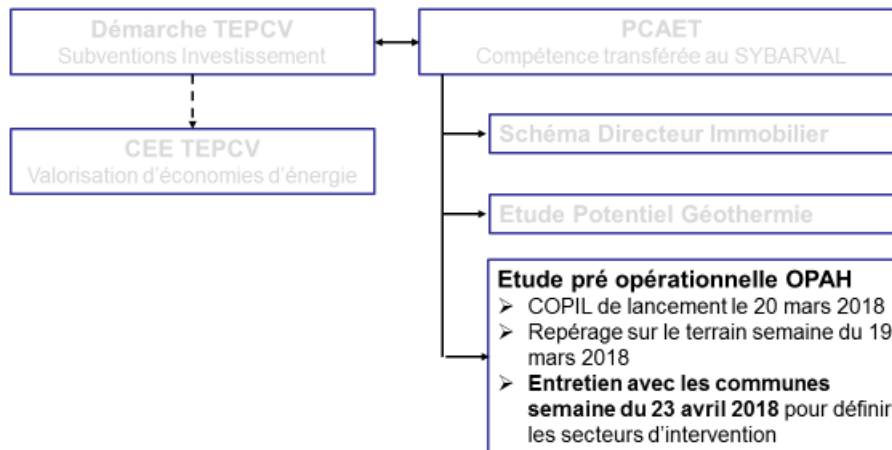 Démarche TEPCV
Subventions Investissement
PCAET
Compétence transférée au SYBARVAL
CEE TEPCV
Valorisation d'économies d'énergie
Schéma Directeur Immobilier
Etude Potentiel Géothermie
Etude pré opérationnelle OPAH
➢ COPIL de lancement le 20 mars 2018
➢ Repérage sur le terrain semaine du 19
mars 2018
➢ Entretien avec les communes
semaine du 23 avril 2018 pour définir
les secteurs d'intervention